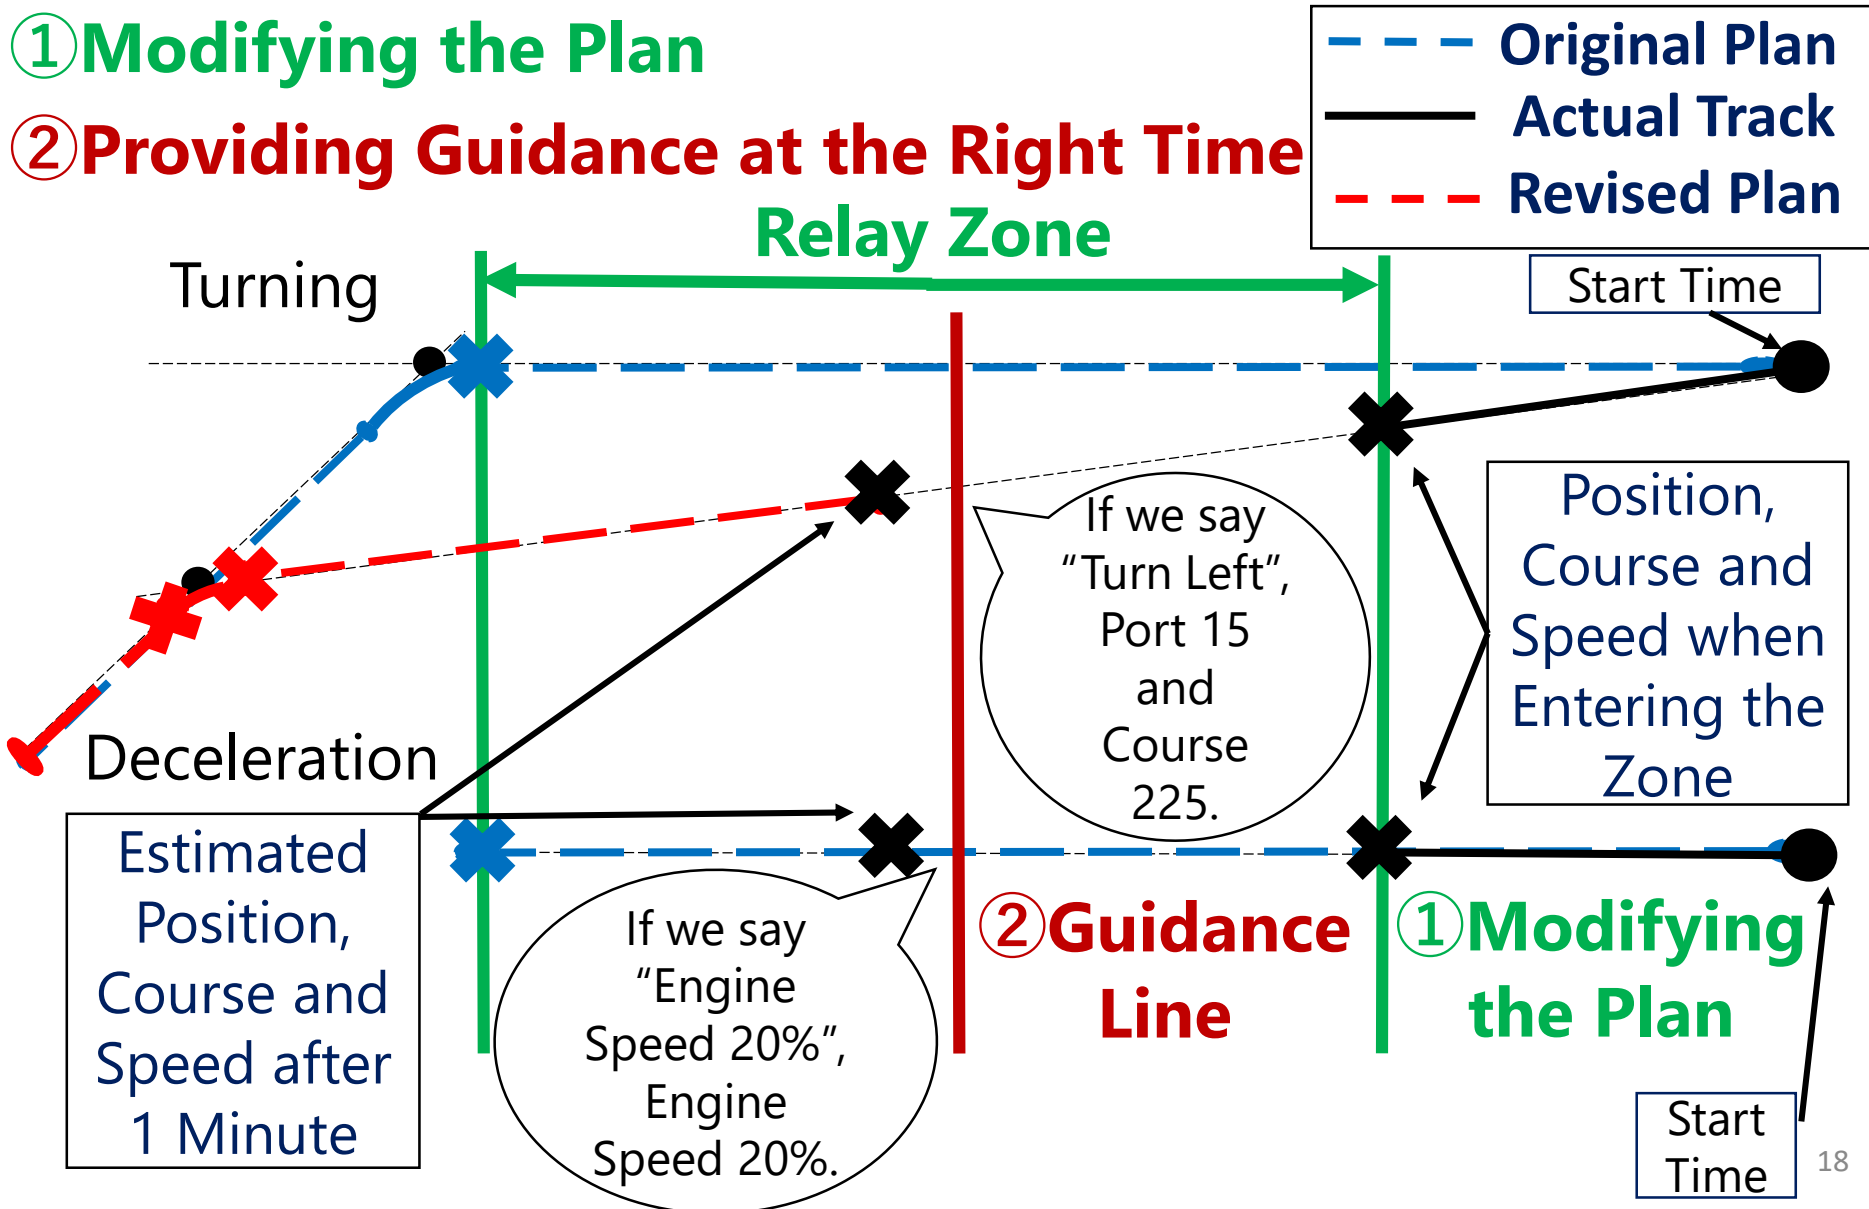 ①Modifying the Plan
②Providing Guidance at the Right Time
Original Plan
Actual Track
Revised Plan
Relay Zone
Turning
Start Time
If we say
“Turn Left”,
Port 15
and
Course
225.
Position,
Course and
Speed when
Entering the
Zone
Deceleration
Estimated
Position,
Course and
Speed after
1 Minute
If we say
“Engine
Speed 20%”,
Engine
Speed 20%.
②Guidance
Line
①Modifying
the Plan
Start
Time
18